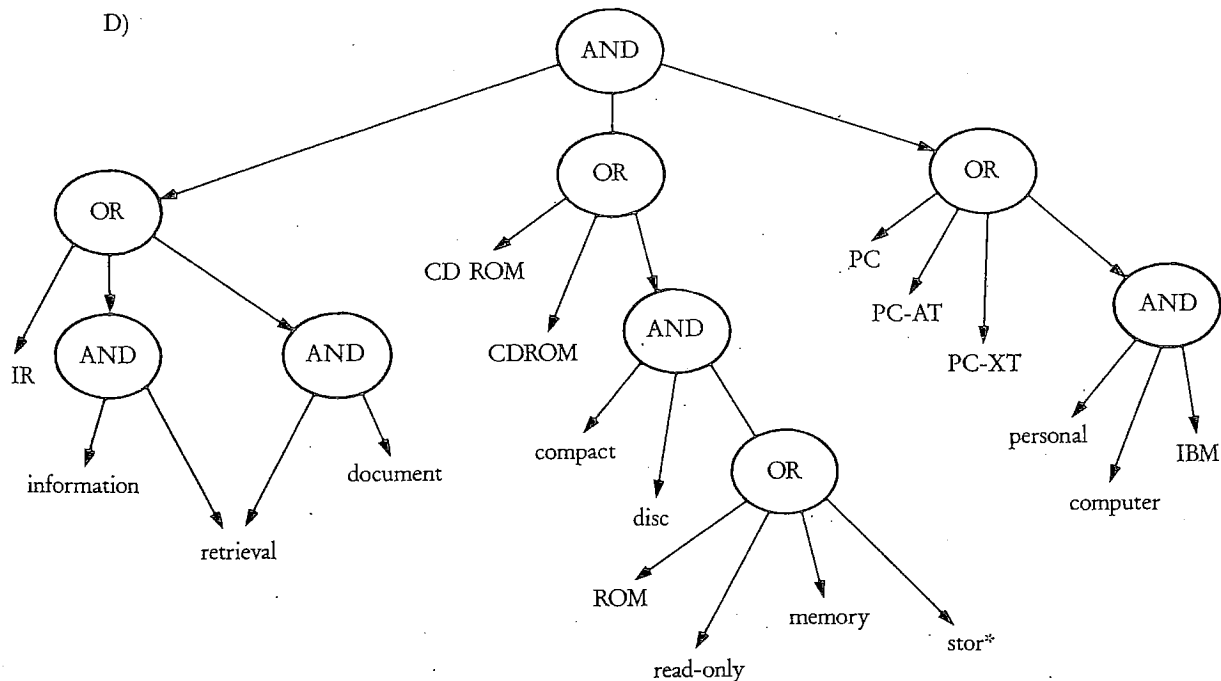 D)
AND
OR
OR
OR
IR
AND
AND
information
retrieval
document
CD ROM
CDROM
AND
compact
disc
OR
ROM
read-only
memory
stor*
PC
PC-AT
PC-XT
AND
personal
computer
IBM